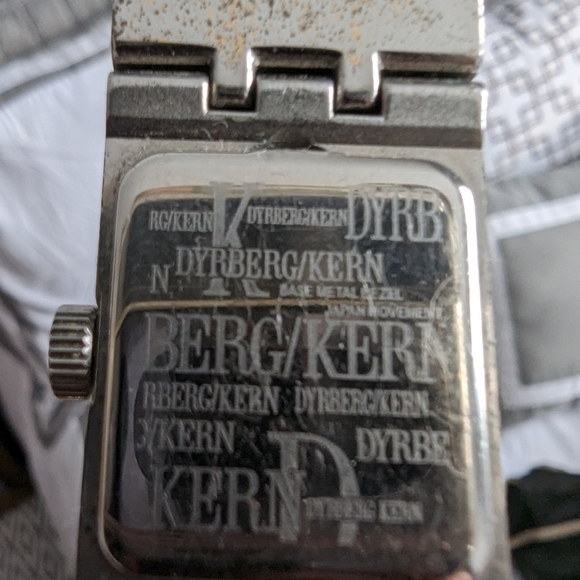 RG/KERN K DYRBERG/KERN DYRB
N DYRBERG/KERN
BASE METAL BEZEL
JAPAN MOVEMENT
BERG/KERN
RBERG/KERN DYRBERG/KERN
/KERN DYRBE
KERN D DYRBERG KERN